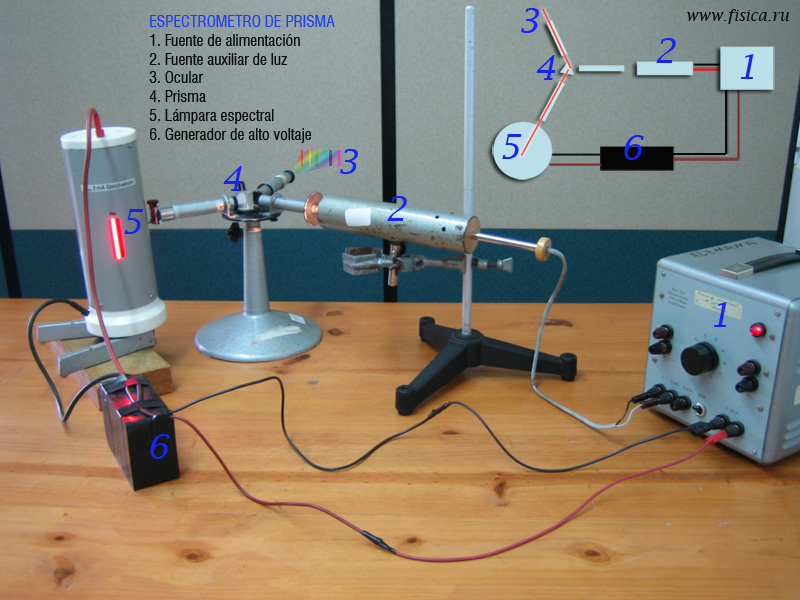 ESPECTROMETRO DE PRISMA
1. Fuente de alimentación
2. Fuente auxiliar de luz
3. Ocular
4. Prisma
5. Lámpara espectral
6. Generador de alto voltaje
www.fisica.ru
3
2
1
4
5
6
3
4
5
2
1
6
ALEMANIA